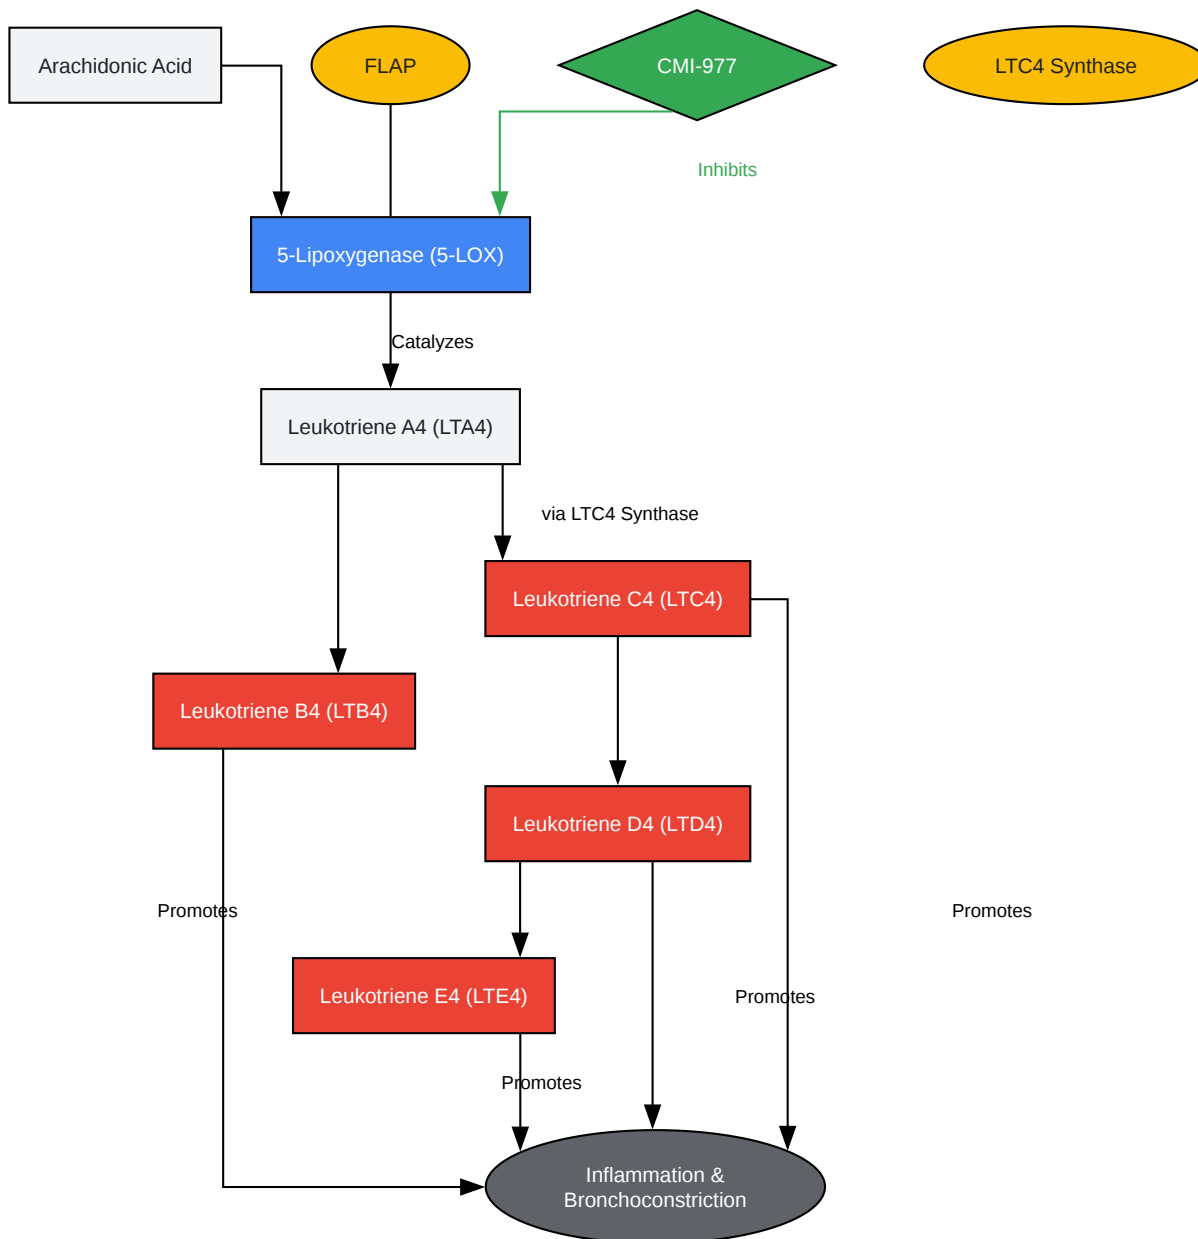 Arachidonic Acid
FLAP
CMI-977
LTC4 Synthase
Inhibits
5-Lipoxygenase (5-LOX)
Catalyzes
Leukotriene A4 (LTA4)
via LTC4 Synthase
Leukotriene C4 (LTC4)
Leukotriene B4 (LTB4)
Leukotriene D4 (LTD4)
Promotes
Promotes
Leukotriene E4 (LTE4)
Promotes
Promotes
Inflammation &
Bronchoconstriction